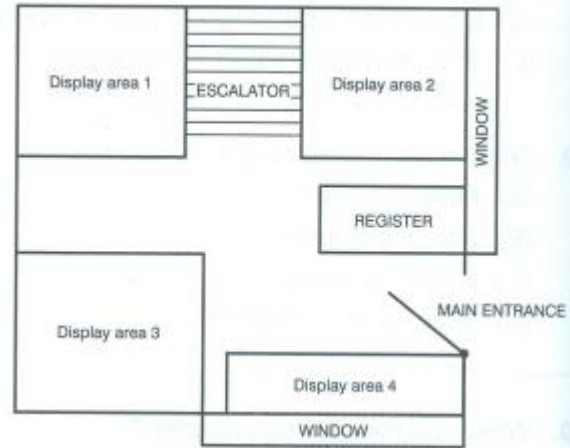 Display area 1
ESCALATOR
Display area 2
WINDOW
REGISTER
MAIN ENTRANCE
Display area 3
Display area 4
WINDOW